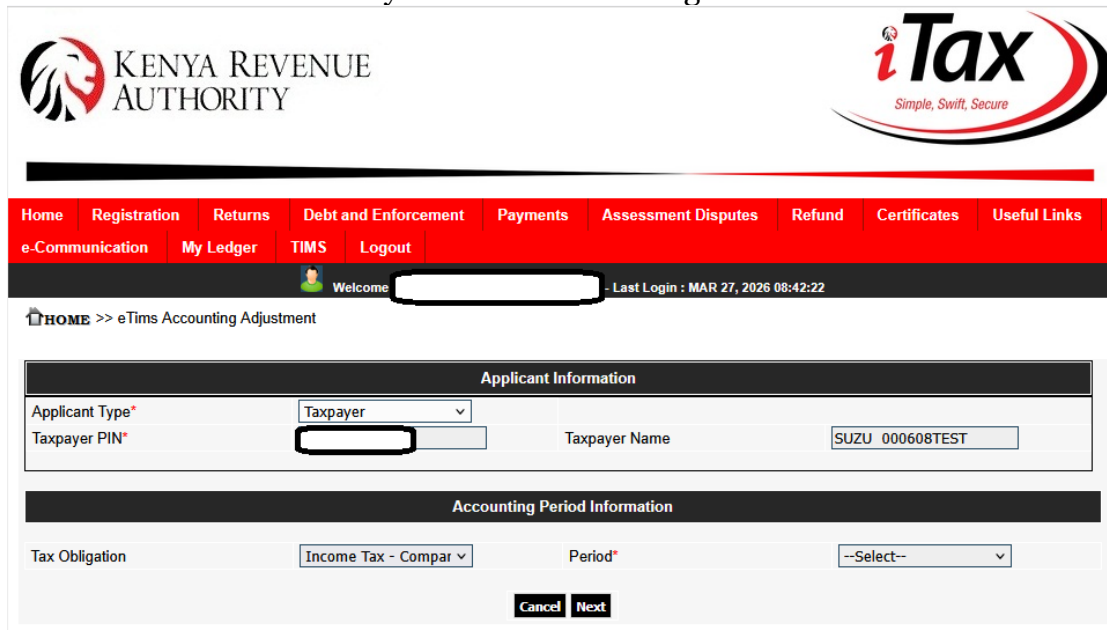 KENYA REVENUE
AUTHORITY
iTax
Simple, Swift, Secure
Home Registration Returns Debt and Enforcement Payments Assessment Disputes Refund Certificates Useful Links
e-Communication My Ledger TIMS Logout
Welcome - Last Login : MAR 27, 2026 08:42:22
HOME >> eTims Accounting Adjustment
Applicant Information
Applicant Type* Taxpayer
Taxpayer PIN* Taxpayer Name SUZU 000608TEST
Accounting Period Information
Tax Obligation Income Tax - Compar Period* --Select--
Cancel Next